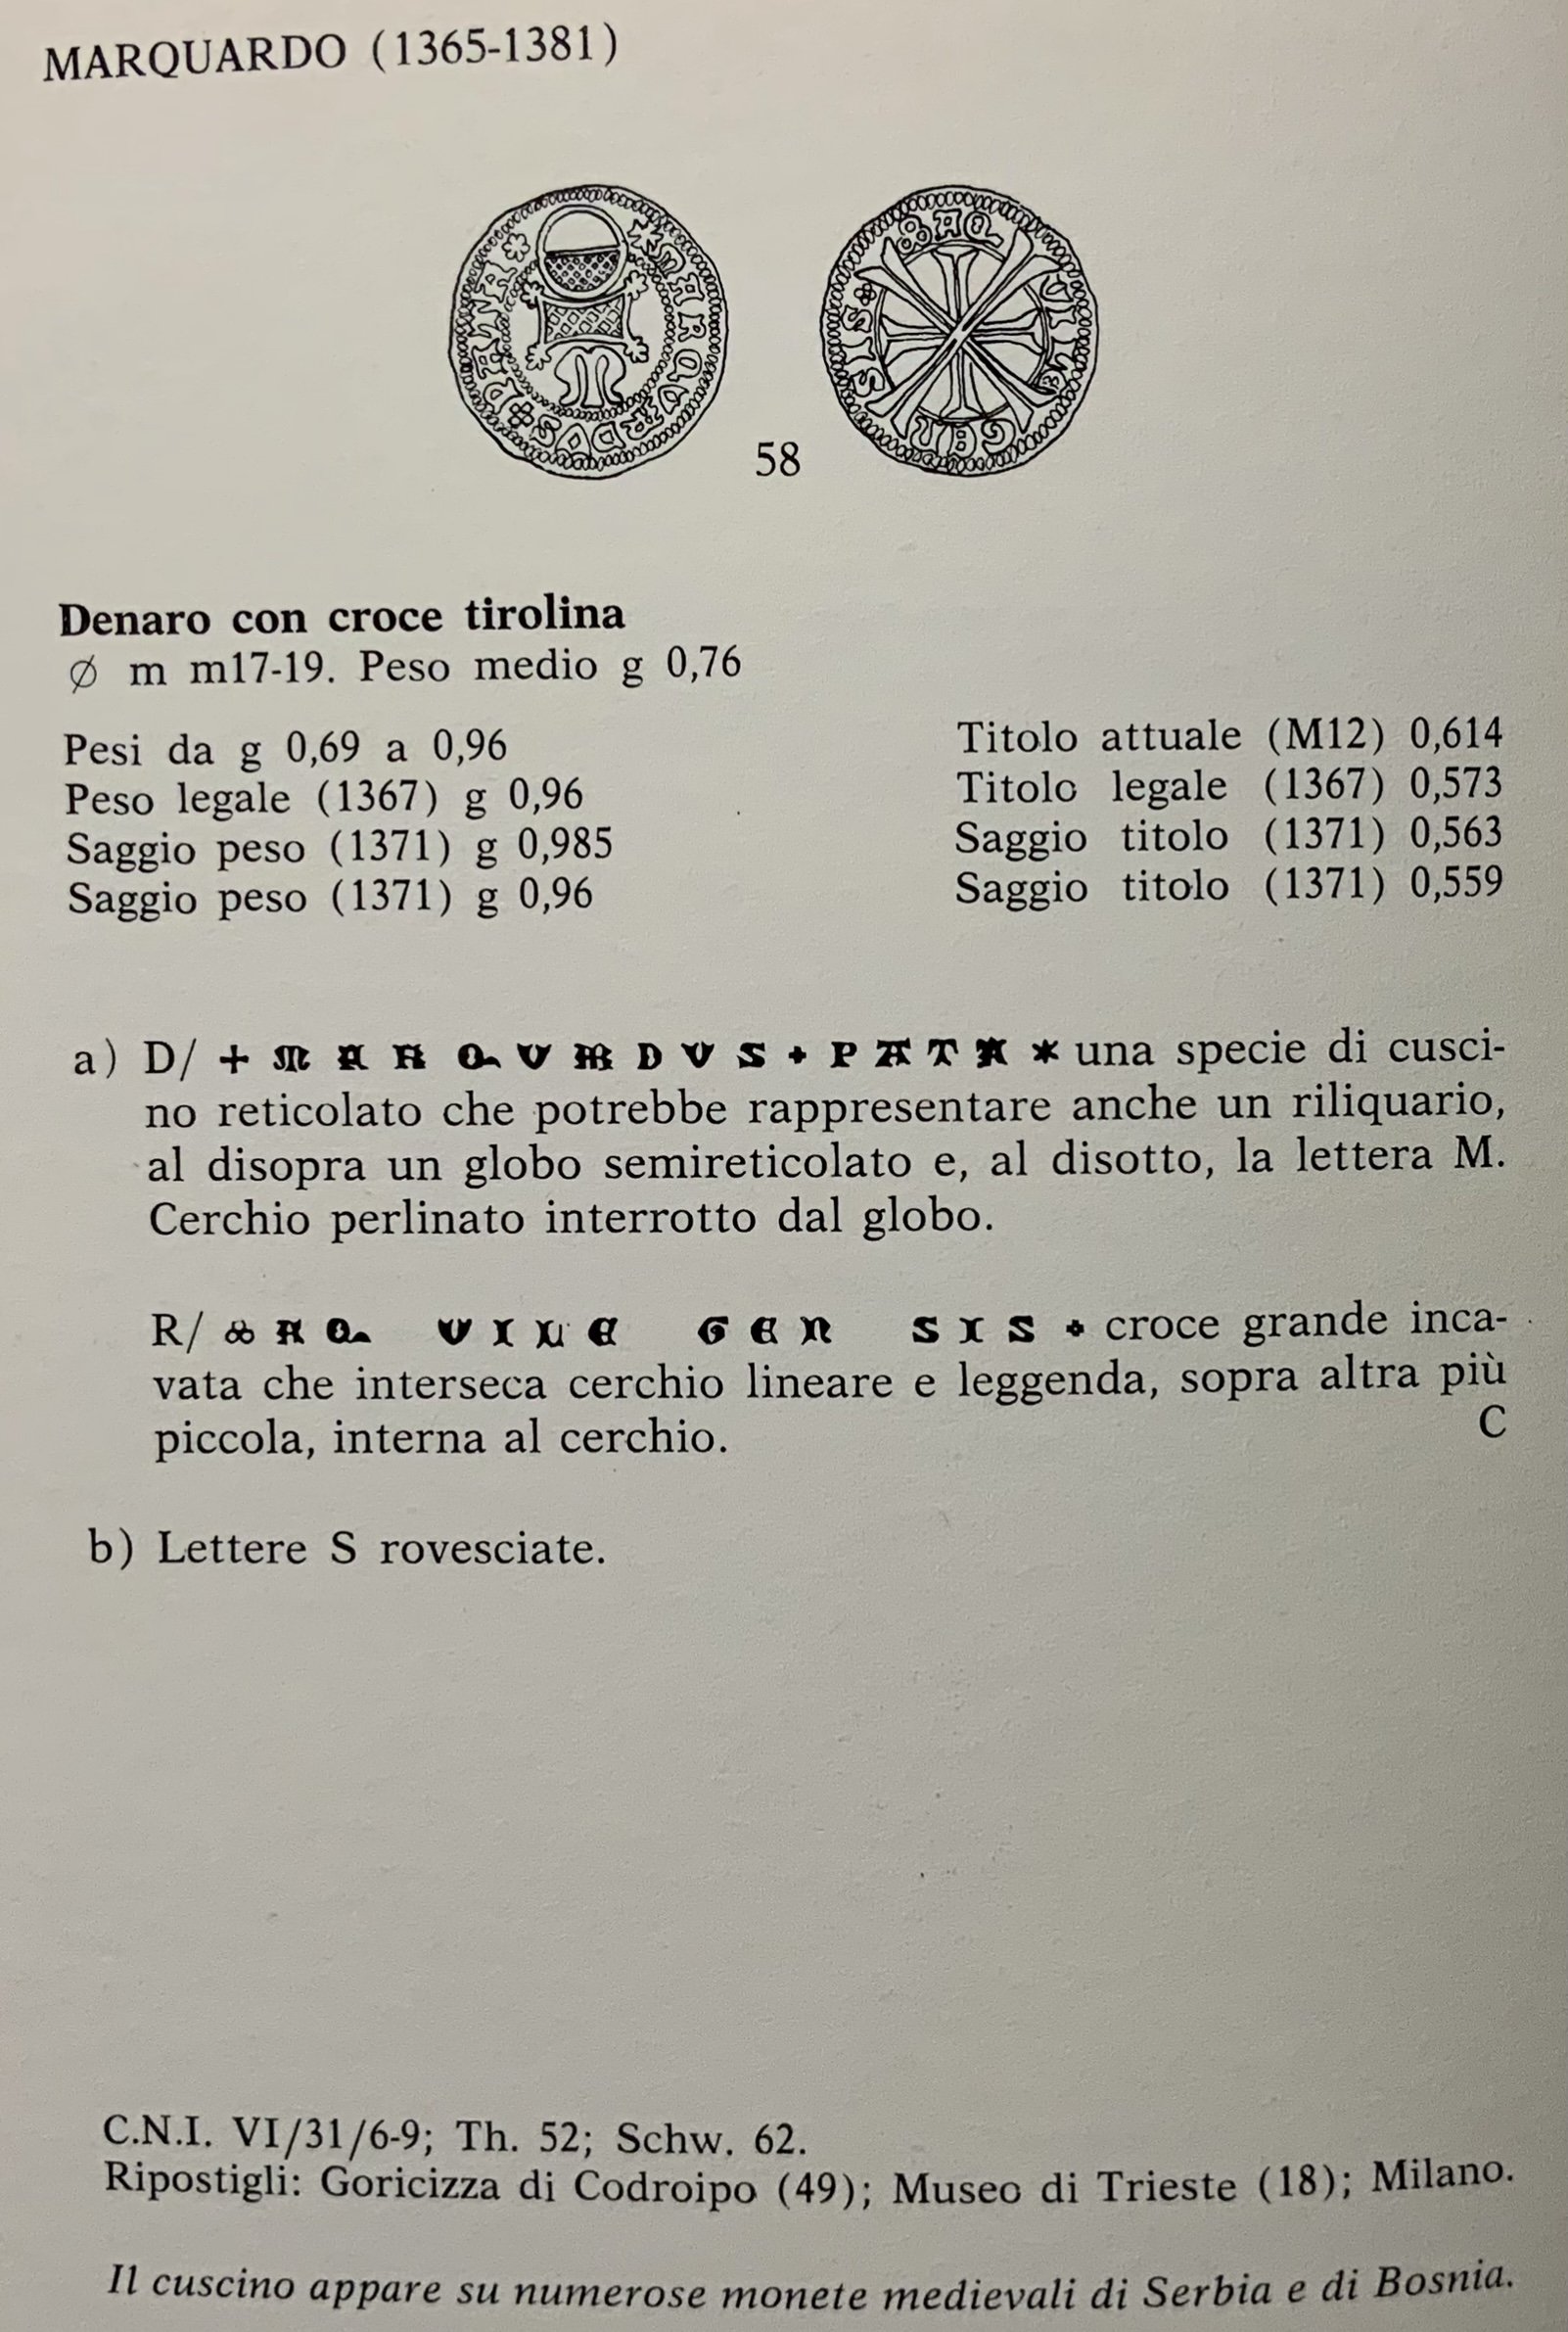 MARQUARDO (1365-1381)
58
Denaro con croce tirolina
Ø m m17-19. Peso medio g 0,76
Pesi da g 0,69 a 0,96
Peso legale (1367) g 0,96
Saggio peso (1371) g 0,985
Saggio peso (1371) g 0,96
Titolo attuale (M12) 0,614
Titolo legale (1367) 0,573
Saggio titolo (1371) 0,563
Saggio titolo (1371) 0,559
a) D/ + M A R Q V AR D V S + P A T A * una specie di cusci-
no reticolato che potrebbe rappresentare anche un riliquario,
al disopra un globo semireticolato e, al disotto, la lettera M.
Cerchio perlinato interrotto dal globo.
R/ A Q V I L E G E N S I S + croce grande inca-
vata che interseca cerchio lineare e leggenda, sopra altra più
piccola, interna al cerchio. C
b) Lettere S rovesciate.
C.N.I. VI/31/6-9; Th. 52; Schw. 62.
Ripostigli: Goricizza di Codroipo (49); Museo di Trieste (18); Milano.
Il cuscino appare su numerose monete medievali di Serbia e di Bosnia.